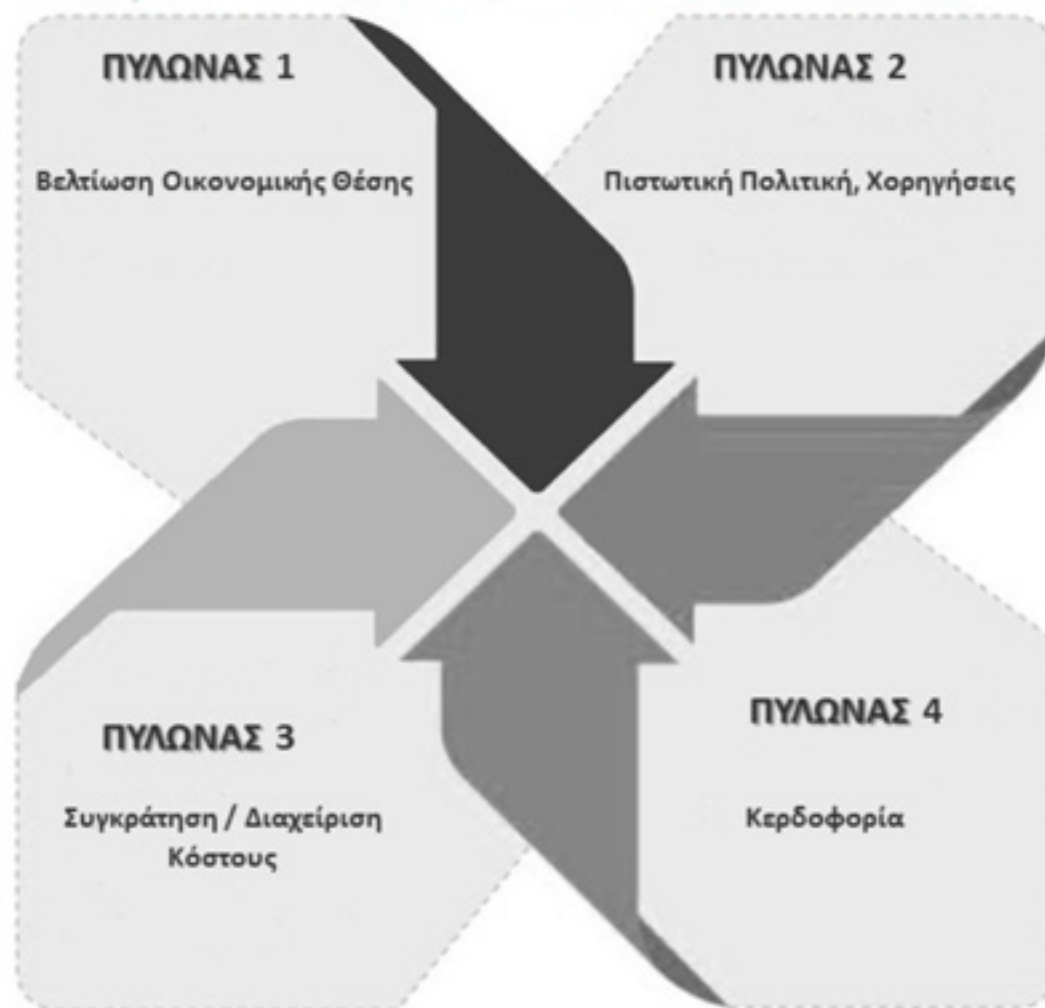 ΠΥΛΩΝΑΣ 1
Βελτίωση Οικονομικής Θέσης
ΠΥΛΩΝΑΣ 2
Πιστωτική Πολιτική, Χορηγήσεις
ΠΥΛΩΝΑΣ 3
Συγκράτηση / Διαχείριση
Κόστους
ΠΥΛΩΝΑΣ 4
Κερδοφορία